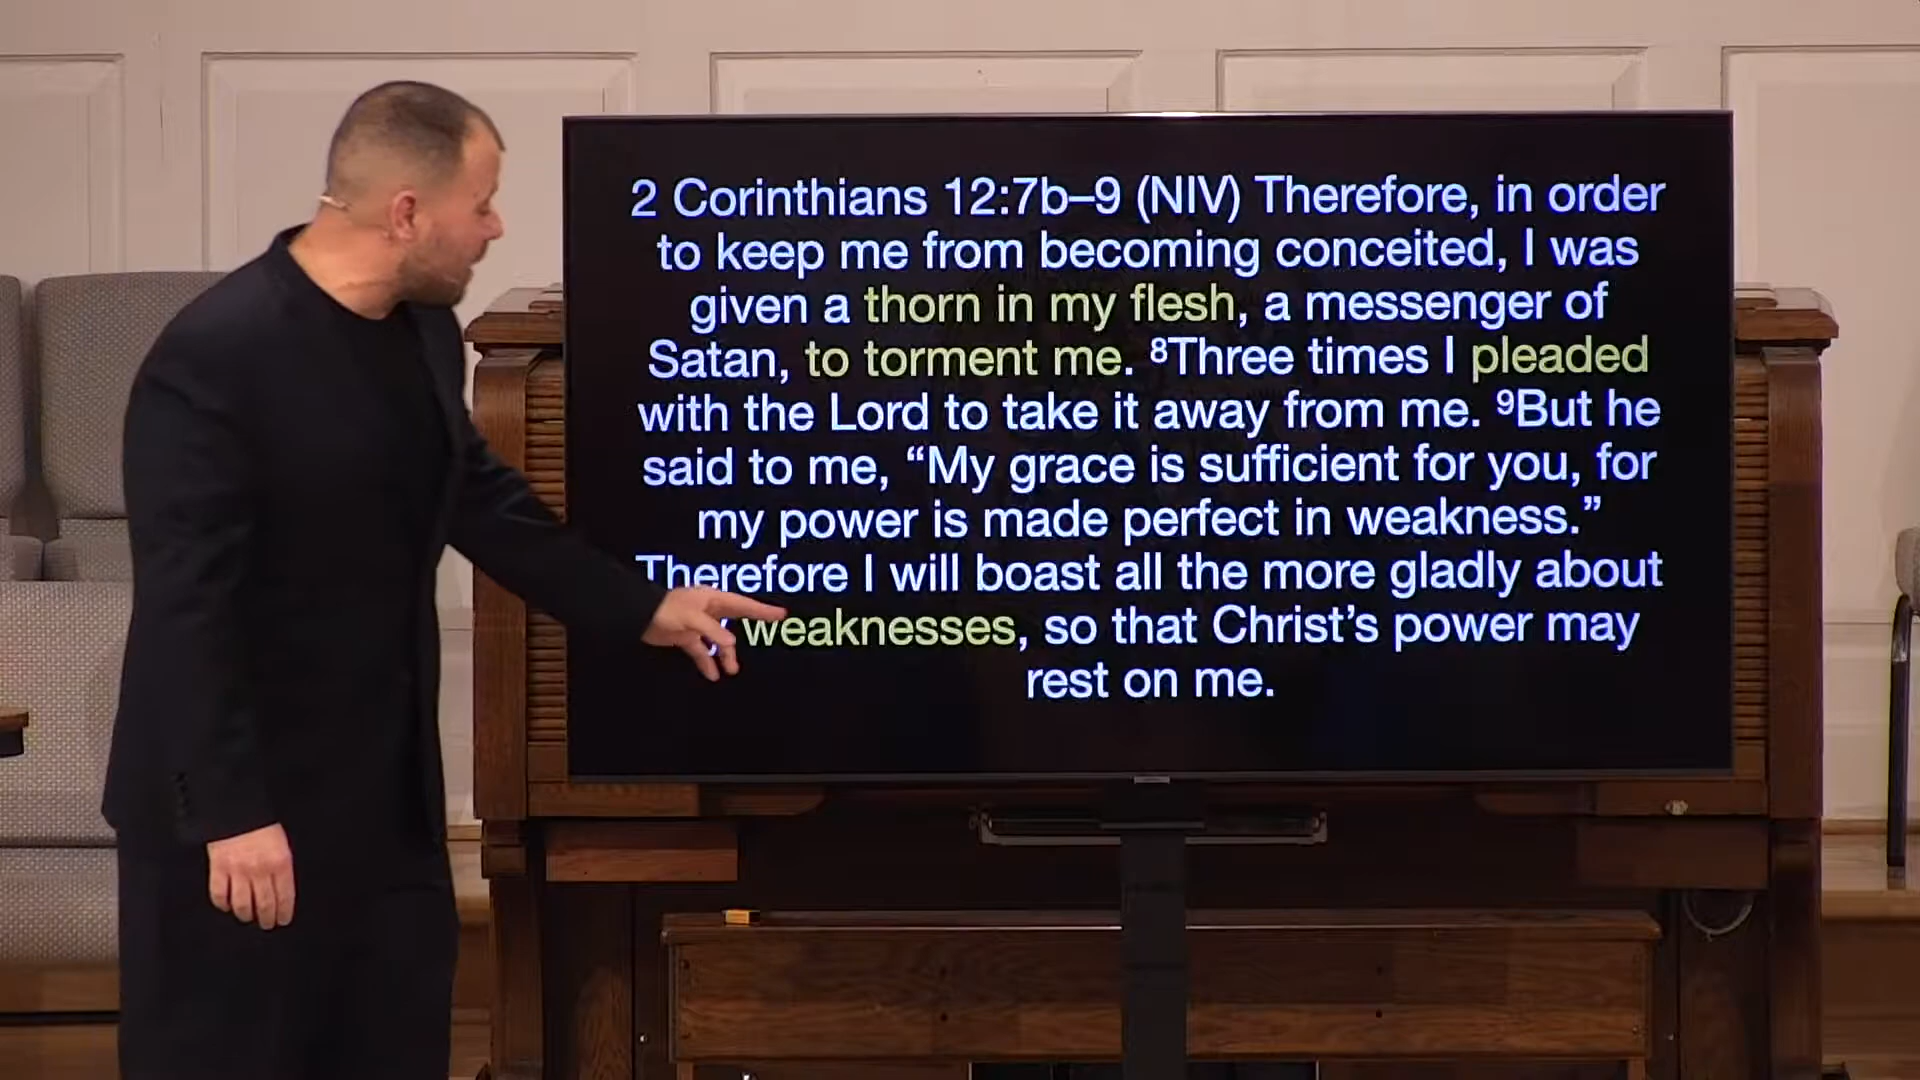 2 Corinthians 12:7b–9 (NIV) Therefore, in order
to keep me from becoming conceited, I was
given a thorn in my flesh, a messenger of
Satan, to torment me. ⁸Three times I pleaded
with the Lord to take it away from me. ⁹But he
said to me, “My grace is sufficient for you, for
my power is made perfect in weakness.”
Therefore I will boast all the more gladly about
weaknesses, so that Christ’s power may
rest on me.